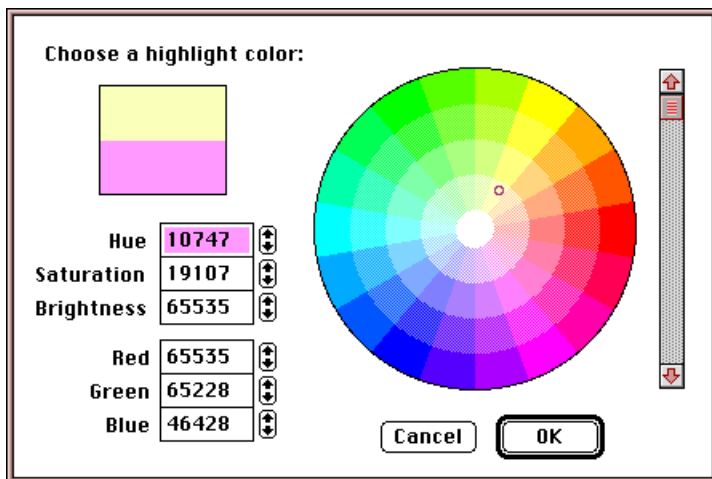 Choose a highlight color:
Hue 10747
Saturation 19107
Brightness 65535
Red 65535
Green 65228
Blue 46428
Cancel OK